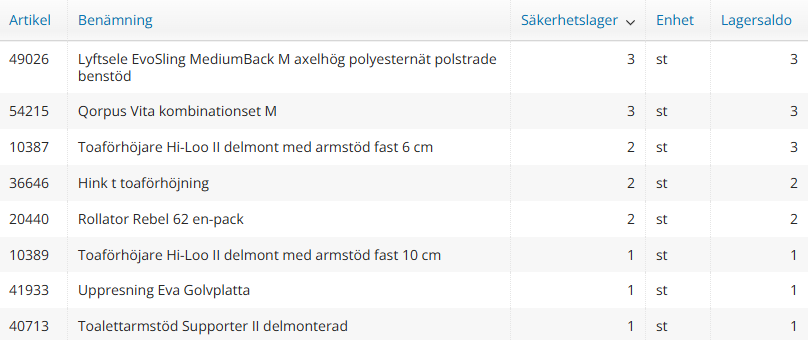 Artikel Benämning Säkerhetslager Enhet Lagersaldo
49026 Lyftsele EvoSling MediumBack M axelhög polyesternät polstrade 3 st 3
benstöd
54215 Qorpus Vita kombinationset M 3 st 3
10387 Toaförhöjare Hi-Loo II delmont med armstöd fast 6 cm 2 st 3
36646 Hink t toaförhöjning 2 st 2
20440 Rollator Rebel 62 en-pack 2 st 2
10389 Toaförhöjare Hi-Loo II delmont med armstöd fast 10 cm 1 st 1
41933 Uppresning Eva Golvplatta 1 st 1
40713 Toalettarmstöd Supporter II delmonterad 1 st 1